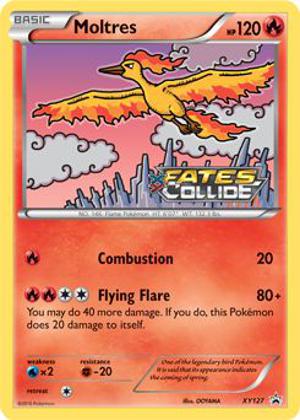 BASIC
Moltres
HP120
FATES
COLLIDE
NO. 146 Flame Pokémon HT: 6'07" WT: 132.3 lbs.
Combustion 20
Flying Flare 80+
You may do 40 more damage. If you do, this Pokémon
does 20 damage to itself.
weakness
×2
resistance
-20
retreat
One of the legendary bird Pokémon.
It is said that its appearance
indicates the coming of spring.
©2016 Pokémon
Illus. OOYAMA
XY127